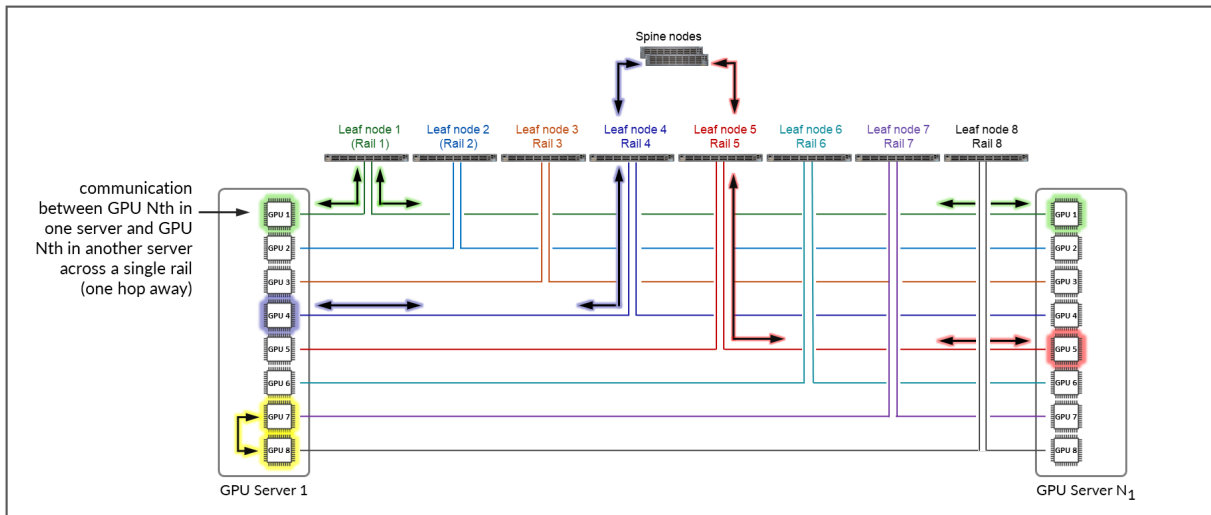 Spine nodes
Leaf node 1
(Rail 1)
Leaf node 2
(Rail 2)
Leaf node 3
Rail 3
Leaf node 4
Rail 4
Leaf node 5
Rail 5
Leaf node 6
Rail 6
Leaf node 7
Rail 7
Leaf node 8
Rail 8
communication
between GPU Nth in
one server and GPU
Nth in another server
across a single rail
(one hop away)
GPU 1
GPU 2
GPU 3
GPU 4
GPU 5
GPU 6
GPU 7
GPU 8
GPU Server 1
GPU 1
GPU 2
GPU 3
GPU 4
GPU 5
GPU 6
GPU 7
GPU 8
GPU Server N1